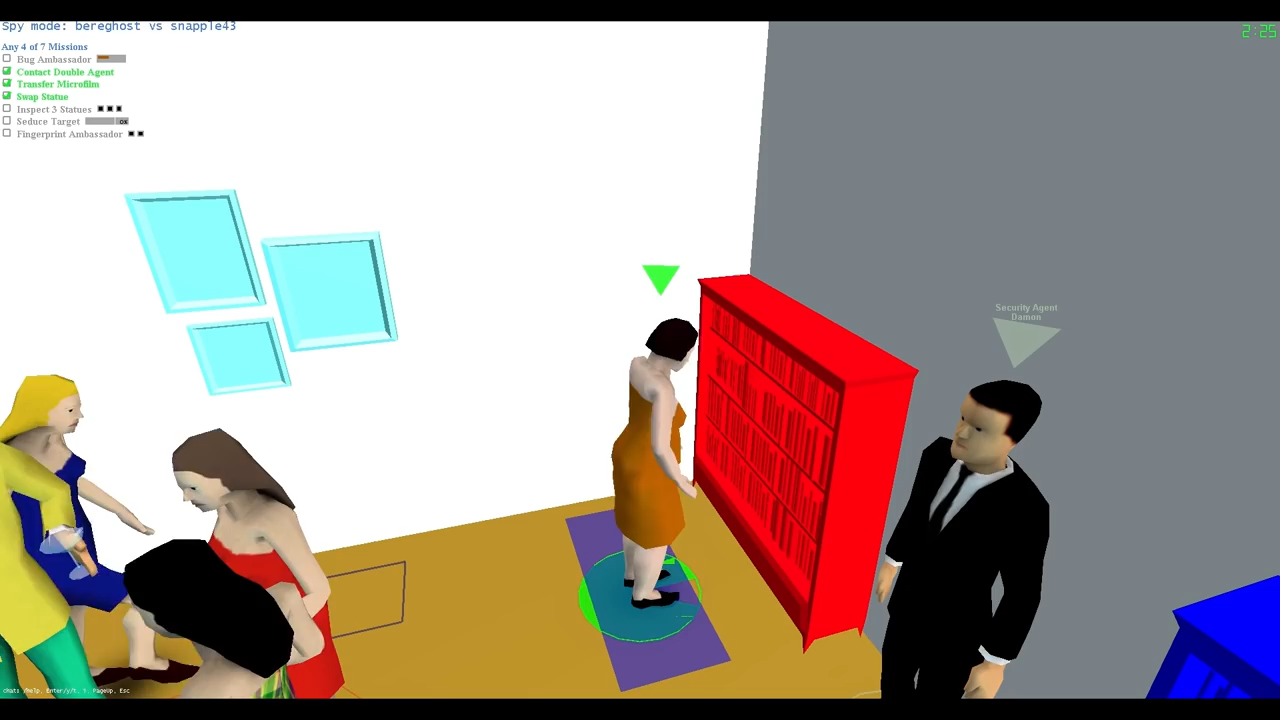 Spy mode: bereghost vs snapple43
2:25
Any 4 of 7 Missions
Bug Ambassador
Contact Double Agent
Transfer Microfilm
Swap Statue
Inspect 3 Statues
Seduce Target
Fingerprint Ambassador
Security Agent
Damon